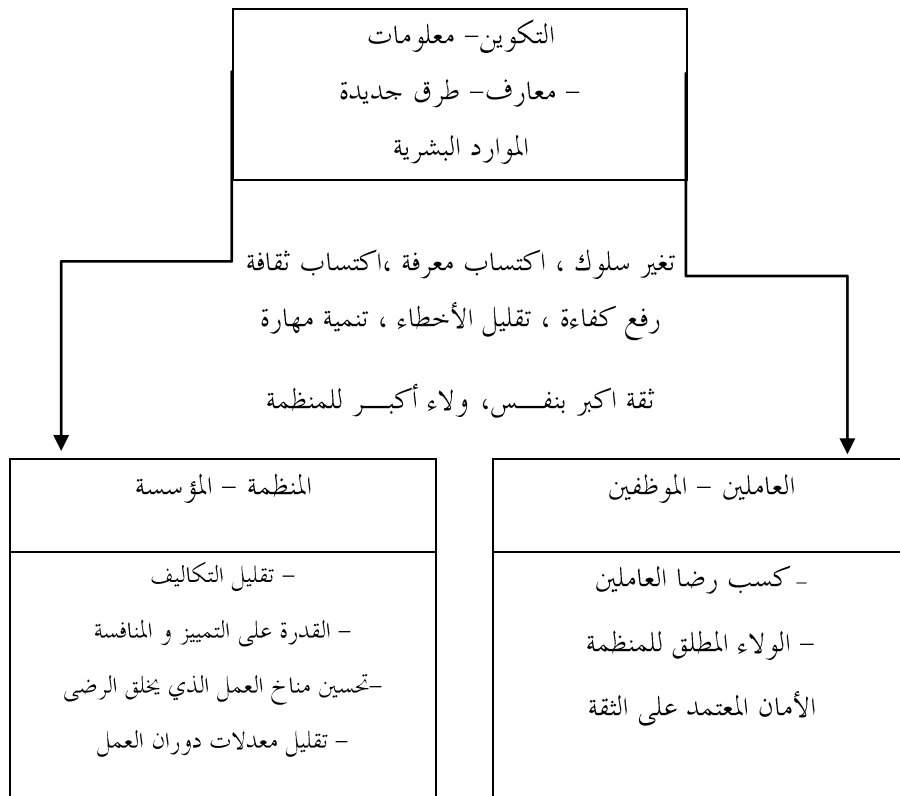 التكوين– معلومات
– معارف– طرق جديدة
الموارد البشرية
تغير سلوك ، اكتساب معرفة ،اكتساب ثقافة
رفع كفاءة ، تقليل الأخطاء ، تنمية مهارة
ثقة اكبر بنفـــس، ولاء أكبـــر للمنظمة
العاملين – الموظفين
- كسب رضا العاملين
– الولاء المطلق للمنظمة
الأمان المعتمد على الثقة
المنظمة – المؤسسة
– تقليل التكاليف
– القدرة على التمييز و المنافسة
–تحسين مناخ العمل الذي يخلق الرضى
– تقليل معدلات دوران العمل